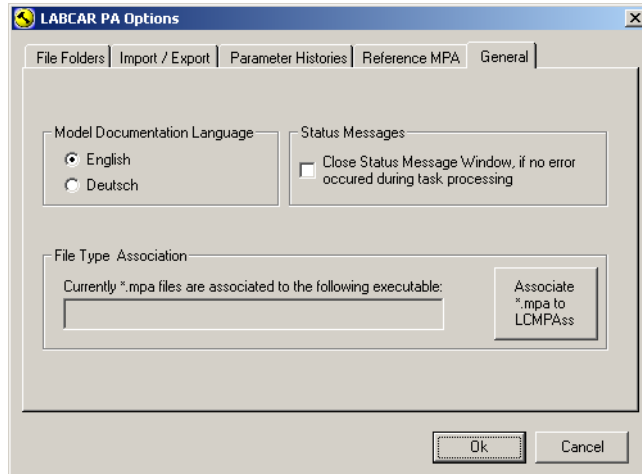 LABCAR PA Options
File Folders Import / Export Parameter Histories Reference MPA General
Model Documentation Language
English
Deutsch
Status Messages
Close Status Message Window, if no error
occured during task processing
File Type Association
Currently *.mpa files are associated to the following executable:
Associate
*.mpa to
LCMPAss
Ok Cancel